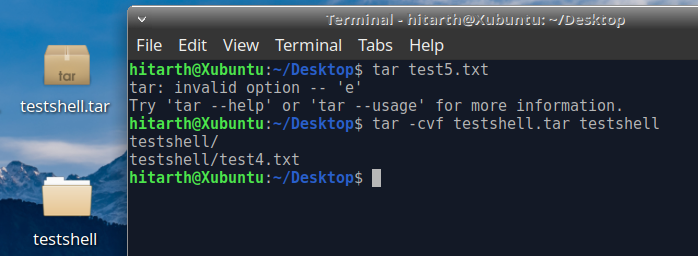 Terminal - hitarth@Xubuntu: ~/Desktop
File Edit View Terminal Tabs Help
hitarth@Xubuntu:~/Desktop$ tar test5.txt
tar: invalid option -- 'e'
Try 'tar --help' or 'tar --usage' for more information.
hitarth@Xubuntu:~/Desktop$ tar -cvf testshell.tar testshell
testshell/
testshell/test4.txt
hitarth@Xubuntu:~/Desktop$
tar
testshell.tar
testshell